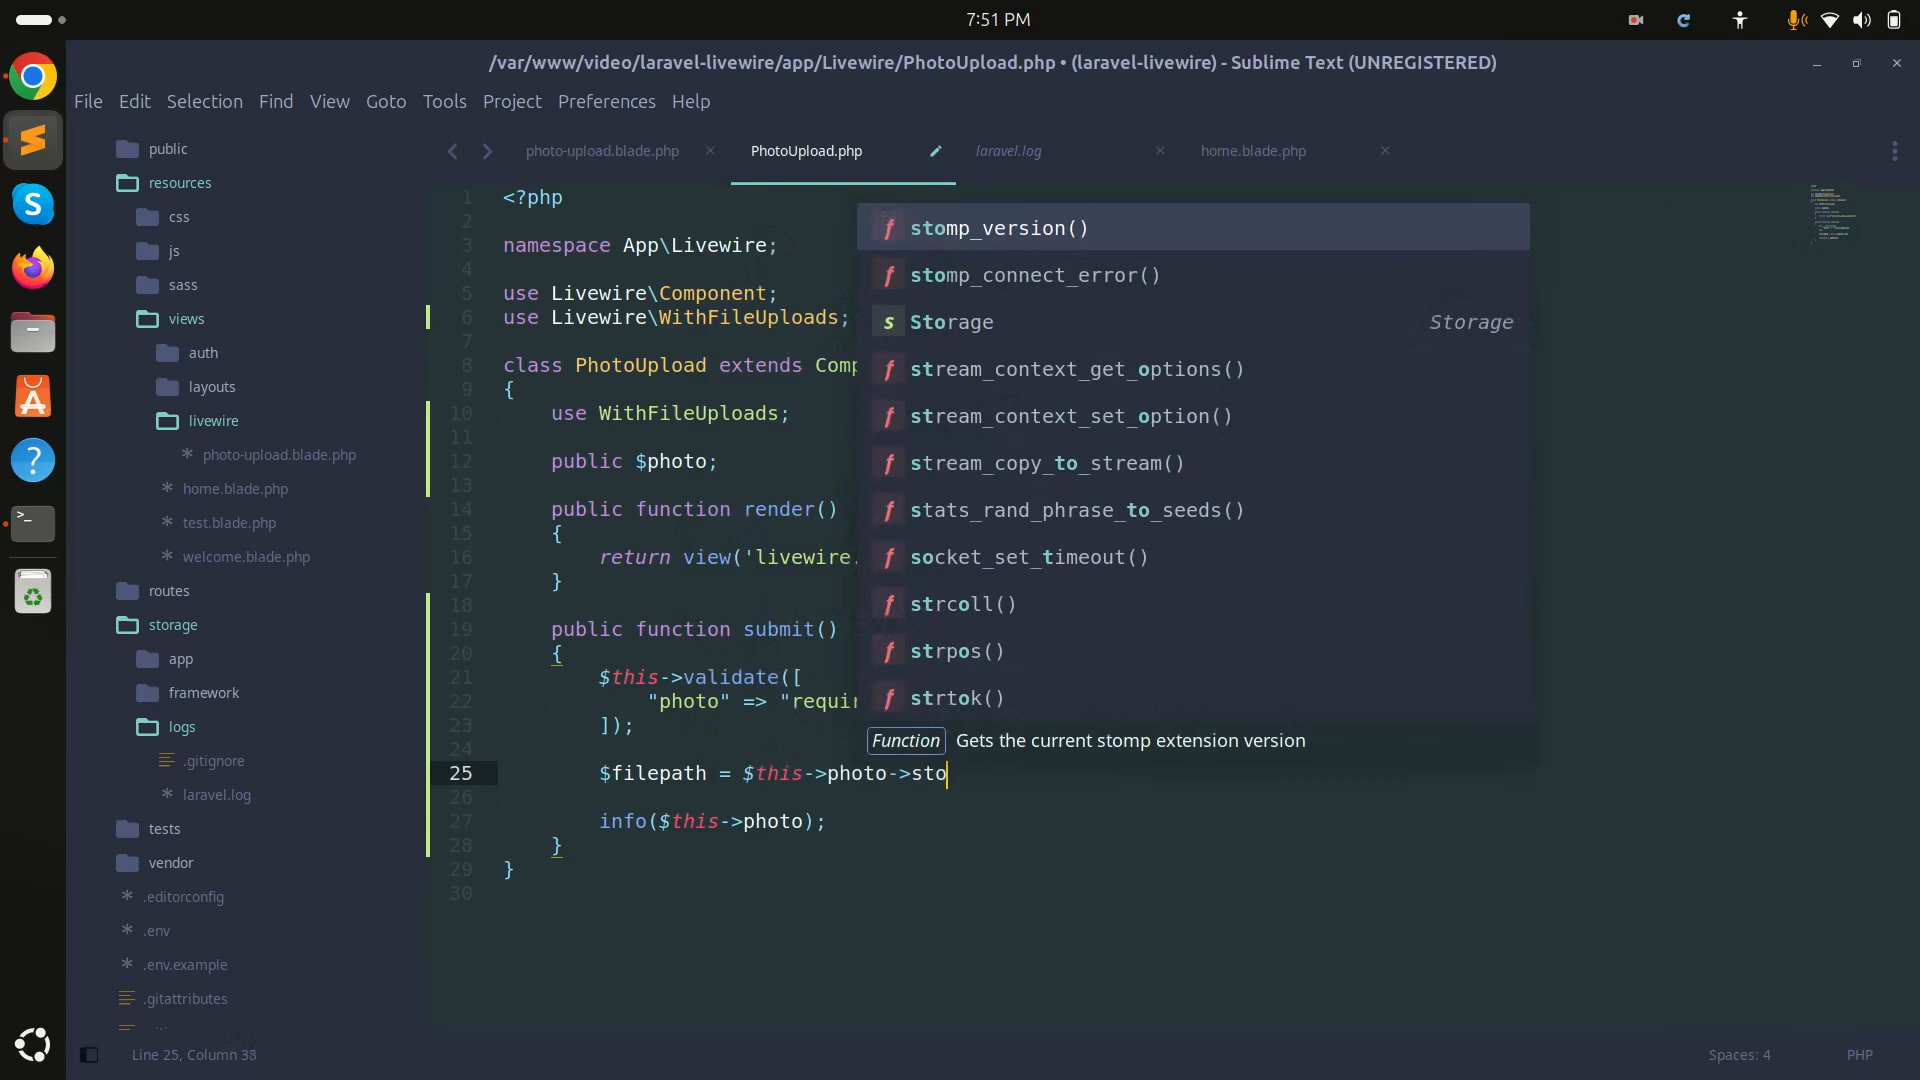 7:51 PM
/var/www/video/laravel-livewire/app/Livewire/PhotoUpload.php • (laravel-livewire) - Sublime Text (UNREGISTERED)
File Edit Selection Find View Goto Tools Project Preferences Help
public
resources
css
js
sass
views
auth
layouts
livewire
photo-upload.blade.php
home.blade.php
test.blade.php
welcome.blade.php
routes
storage
app
framework
logs
.gitignore
laravel.log
tests
vendor
.editorconfig
.env
.env.example
.gitattributes
photo-upload.blade.php PhotoUpload.php laravel.log home.blade.php
1 <?php
2
3 namespace App\Livewire;
4
5 use Livewire\Component;
6 use Livewire\WithFileUploads;
7
8 class PhotoUpload extends Comp
9 {
10 use WithFileUploads;
11
12 public $photo;
13
14 public function render()
15 {
16 return view('livewire.
17 }
18
19 public function submit()
20 {
21 $this->validate([
22 "photo" => "requir
23 ]);
24
25 $filepath = $this->photo->sto
26
27 info($this->photo);
28 }
29 }
30
f stomp_version()
f stomp_connect_error()
s Storage Storage
f stream_context_get_options()
f stream_context_set_option()
f stream_copy_to_stream()
f stats_rand_phrase_to_seeds()
f socket_set_timeout()
f strcoll()
f strpos()
f strtok()
Function Gets the current stomp extension version
Line 25, Column 38
Spaces: 4
PHP